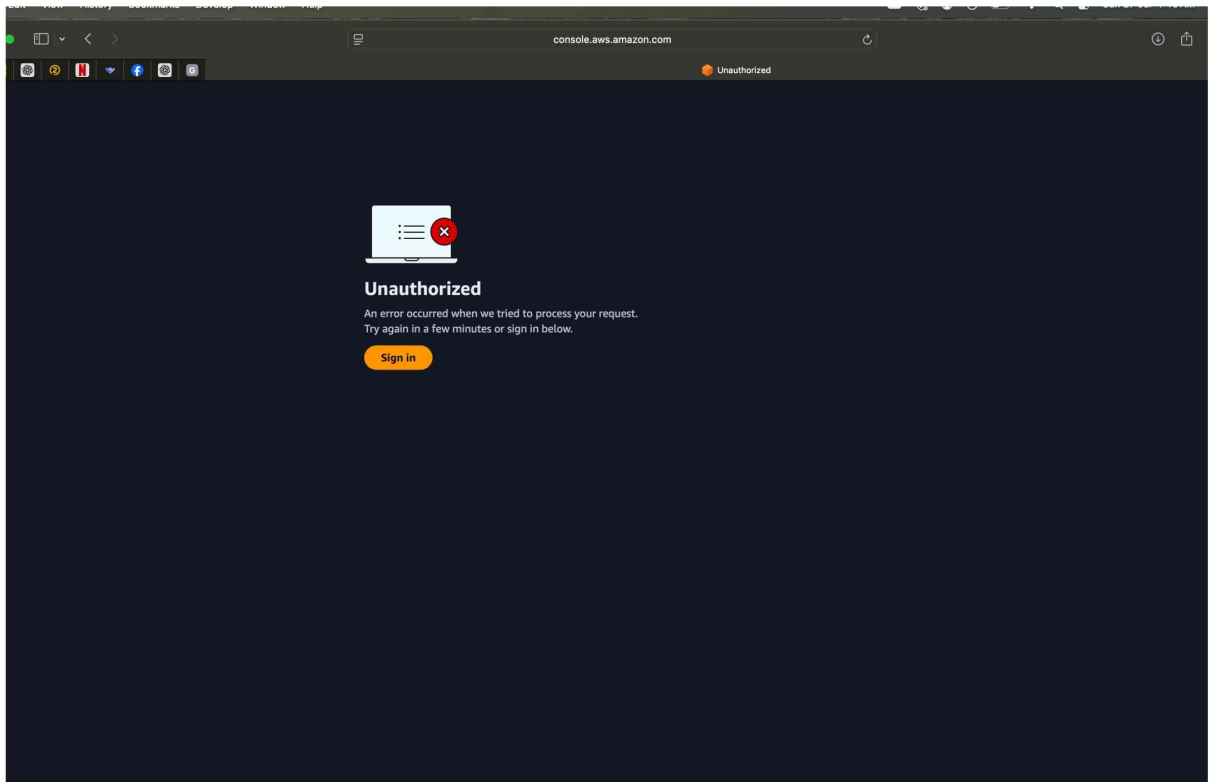 console.aws.amazon.com
Unauthorized
Unauthorized
An error occurred when we tried to process your request.
Try again in a few minutes or sign in below.
Sign in